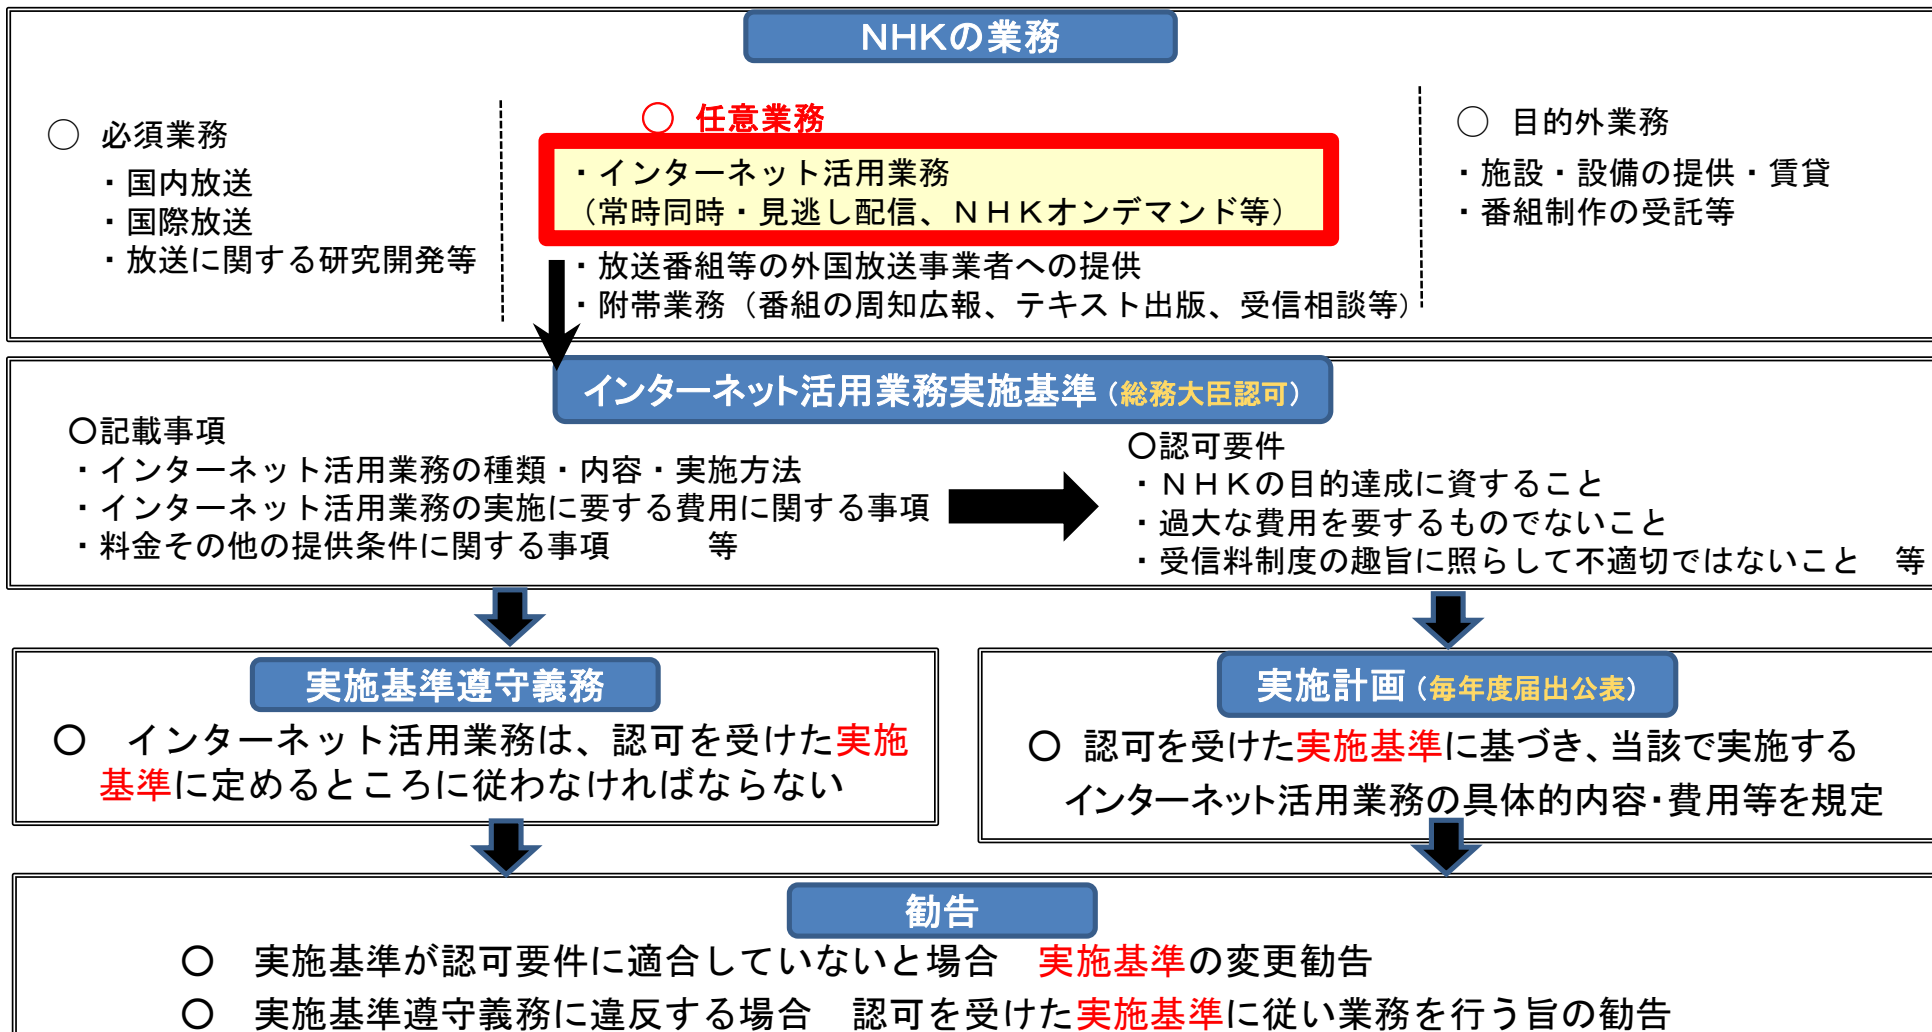 NHKの業務
○ 必須業務
・国内放送
・国際放送
・放送に関する研究開発等
○ 任意業務
・インターネット活用業務
（常時同時・見逃し配信、ＮＨＫオンデマンド等）
・放送番組等の外国放送事業者への提供
・附帯業務（番組の周知広報、テキスト出版、受信相談等）
○ 目的外業務
・施設・設備の提供・賃貸
・番組制作の受託等
インターネット活用業務実施基準（総務大臣認可）
○記載事項
・インターネット活用業務の種類・内容・実施方法
・インターネット活用業務の実施に要する費用に関する事項
・料金その他の提供条件に関する事項　　　等
○認可要件
・ＮＨＫの目的達成に資すること
・過大な費用を要するものでないこと
・受信料制度の趣旨に照らして不適切ではないこと　等
実施基準遵守義務
○　インターネット活用業務は、認可を受けた実施
基準に定めるところに従わなければならない
実施計画（毎年度届出公表）
○ 認可を受けた実施基準に基づき、当該で実施する
インターネット活用業務の具体的内容・費用等を規定
勧告
○　実施基準が認可要件に適合していないと場合　実施基準の変更勧告
○　実施基準遵守義務に違反する場合　認可を受けた実施基準に従い業務を行う旨の勧告